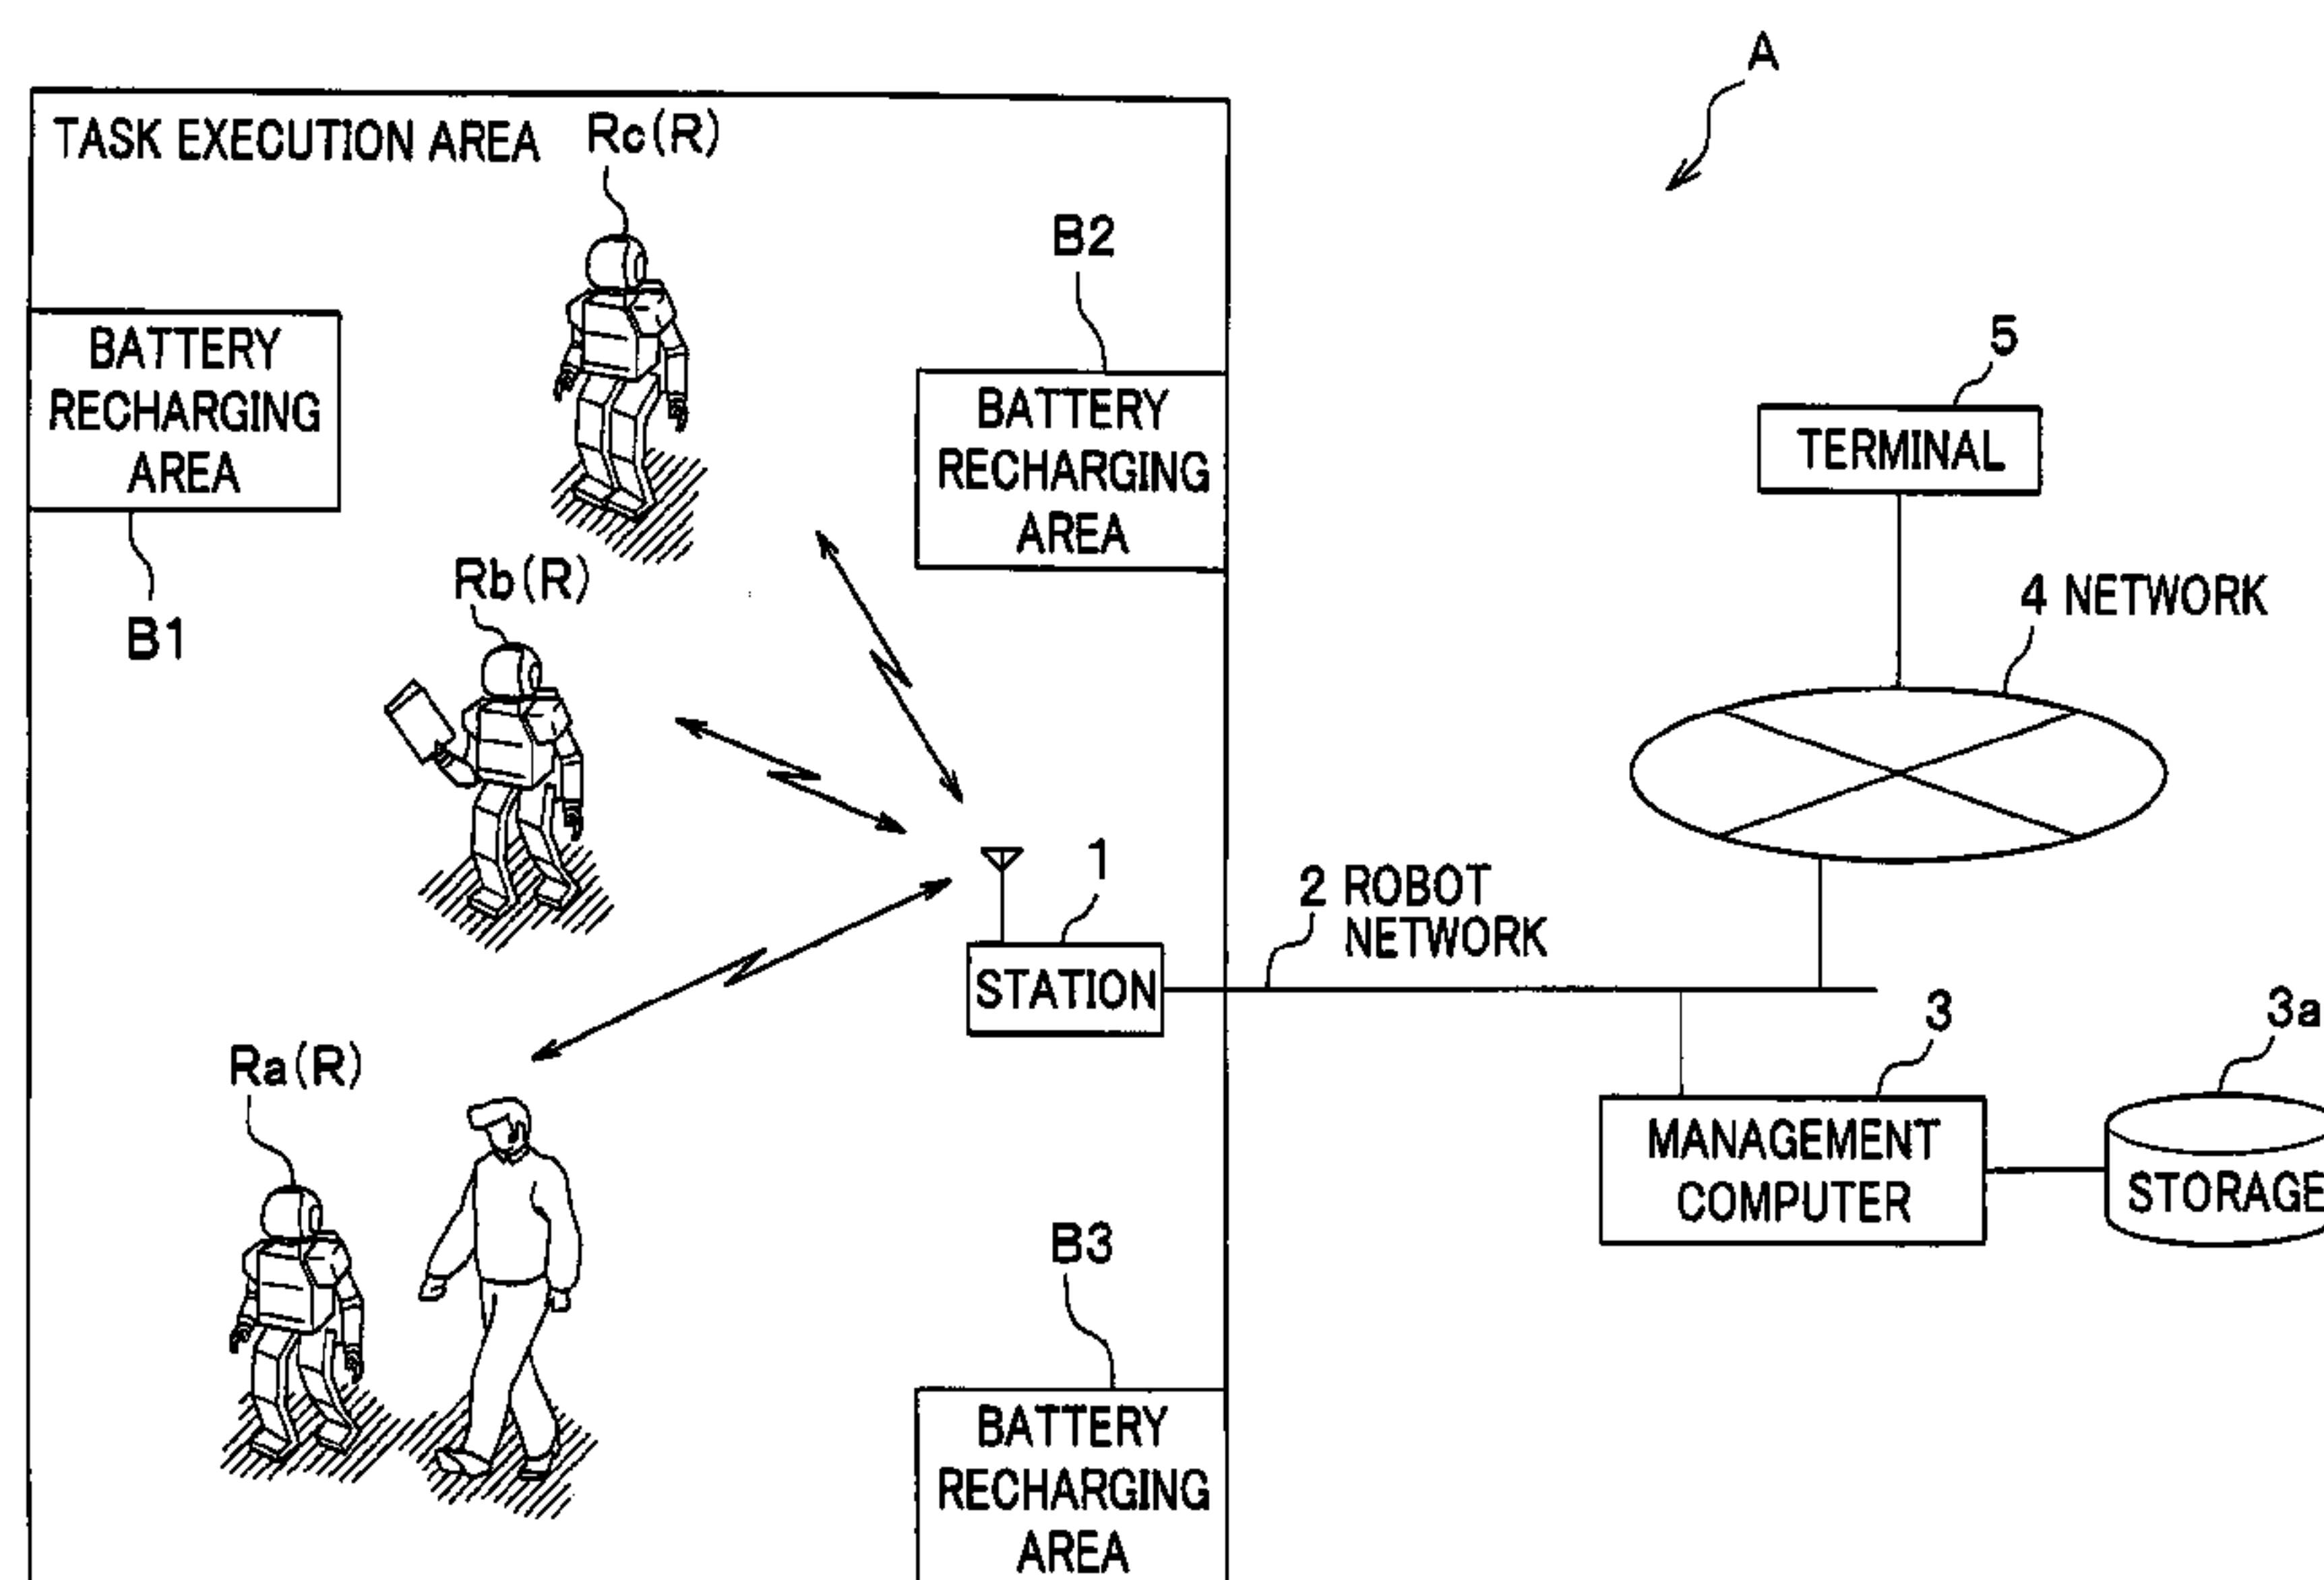 A
TASK EXECUTION AREA
Rc(R)
B2
BATTERY
RECHARGING
AREA
B1
BATTERY
RECHARGING
AREA
5
TERMINAL
Rb(R)
4 NETWORK
1
STATION
2 ROBOT
NETWORK
3
MANAGEMENT
COMPUTER
3a
STORAGE
Ra(R)
B3
BATTERY
RECHARGING
AREA